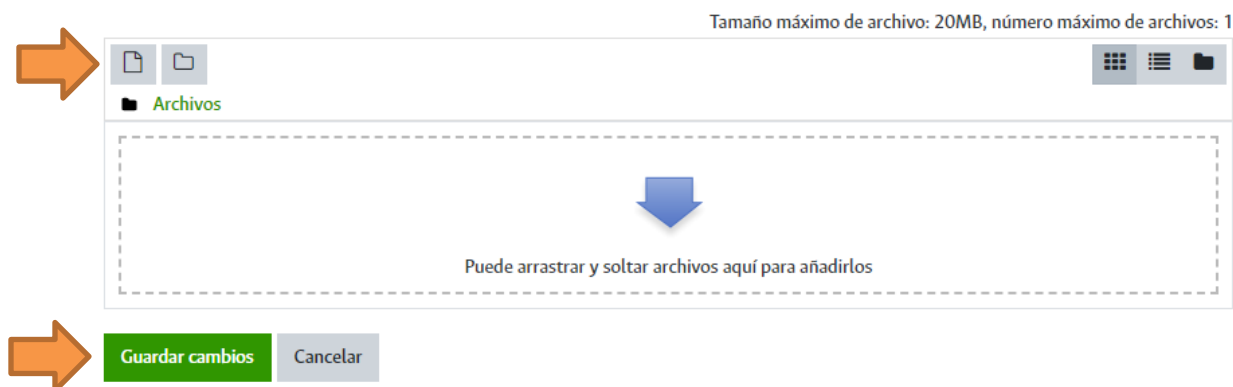 Tamaño máximo de archivo: 20MB, número máximo de archivos: 1
Archivos
Puede arrastrar y soltar archivos aquí para añadirlos
Guardar cambios Cancelar